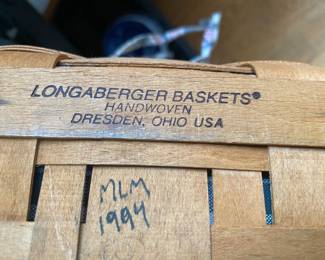 LONGABERGER BASKETS®
HANDWOVEN
DRESDEN, OHIO USA
MLM
1994